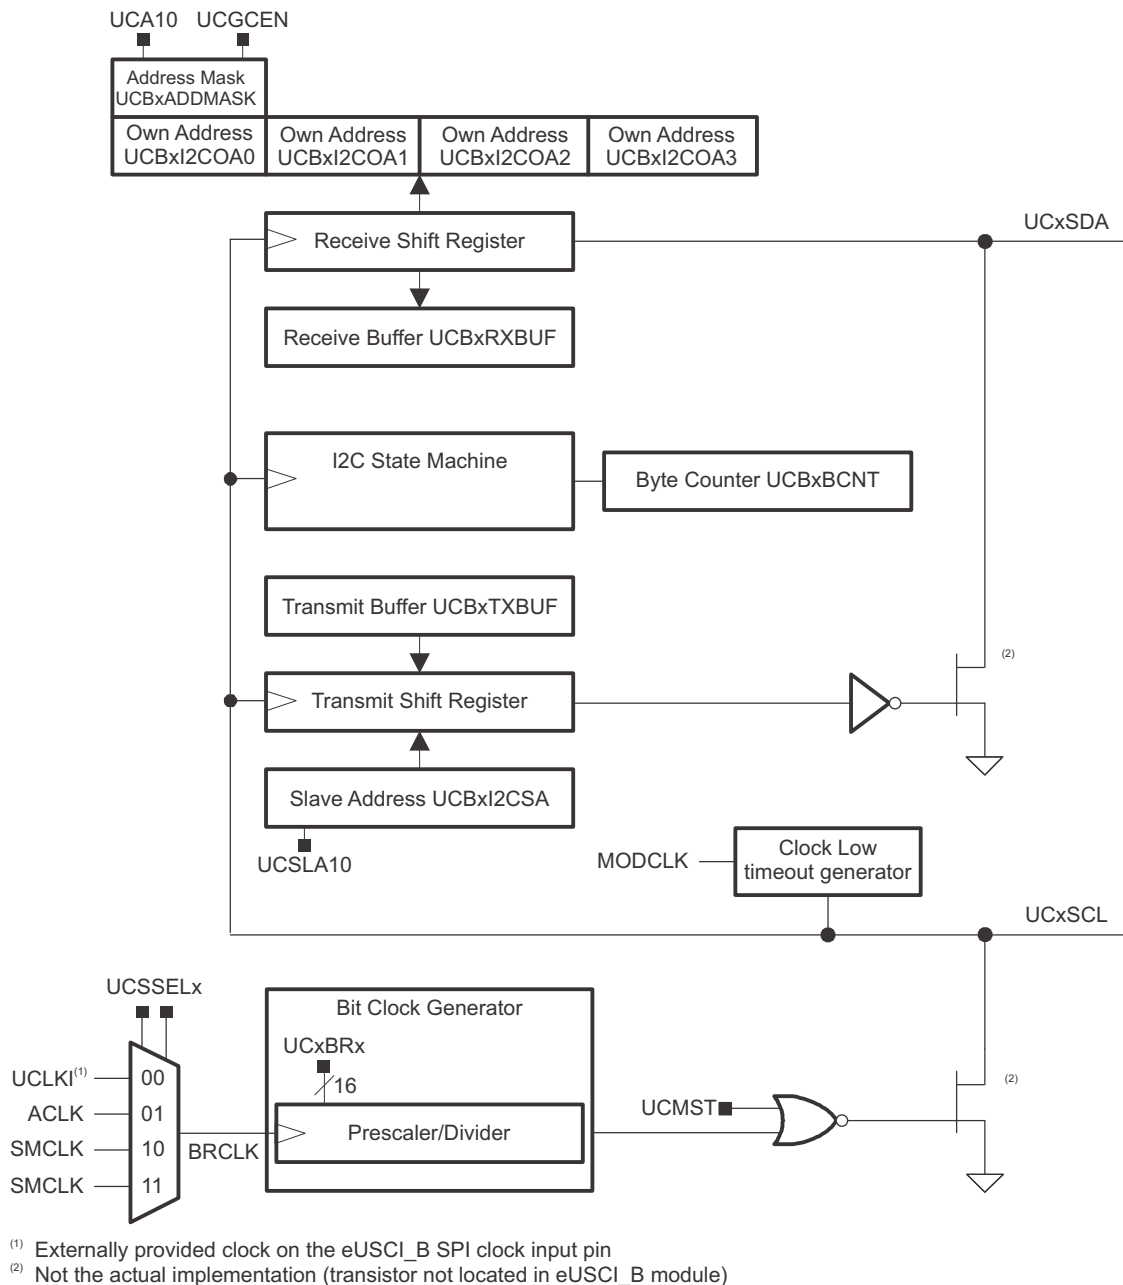 UCA10 UCGCEN
Address Mask
UCBxADDMASK
Own Address
UCBxI2COA0
Own Address
UCBxI2COA1
Own Address
UCBxI2COA2
Own Address
UCBxI2COA3
Receive Shift Register
UCxSDA
Receive Buffer UCBxRXBUF
I2C State Machine
Byte Counter UCBxBCNT
Transmit Buffer UCBxTXBUF
(2)
Transmit Shift Register
Slave Address UCBxI2CSA
UCSLA10
MODCLK
Clock Low
timeout generator
UCxSCL
UCSSELx
Bit Clock Generator
UCxBRx
16
UCLKI(1) 00
ACLK 01
SMCLK 10
SMCLK 11
BRCLK
Prescaler/Divider
UCMST
(2)
(1) Externally provided clock on the eUSCI_B SPI clock input pin
(2) Not the actual implementation (transistor not located in eUSCI_B module)